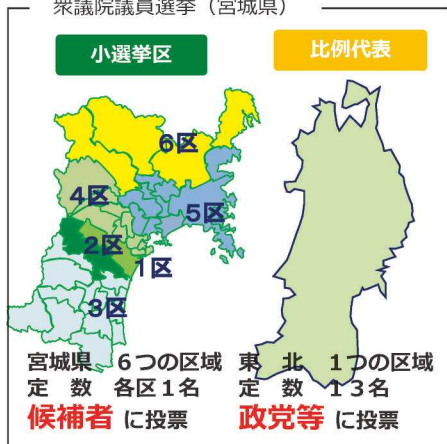 衆議院議員選挙（宮城県）
小選挙区
比例代表
6区
4区
5区
2区
1区
3区
宮城県 6つの区域
定 数 各区1名
候補者 に投票
東 北 1つの区域
定 数 13名
政党等 に投票